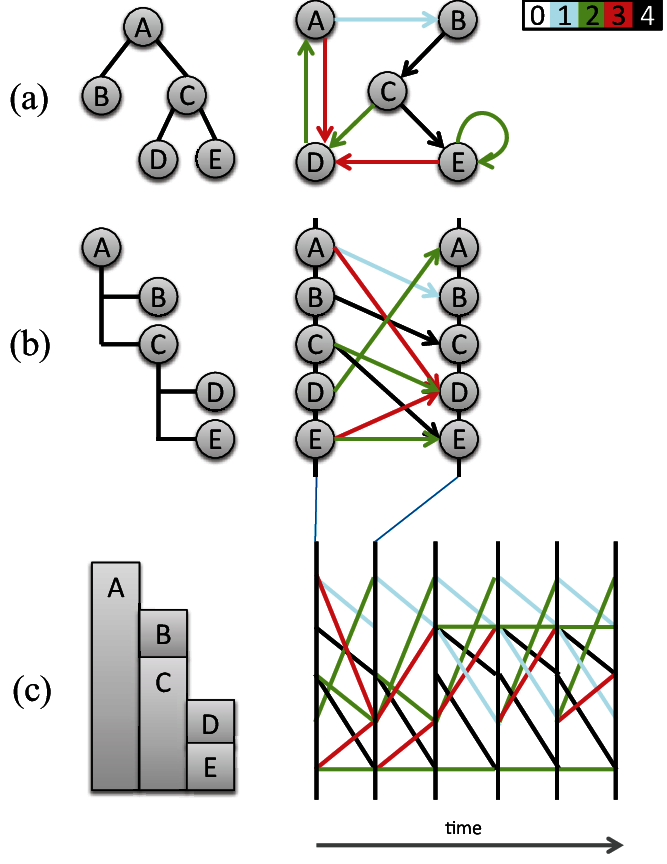 A B 0 1 2 3 4
(a) B C C
D E D E
A A A
B B B
(b) C C C
D D D
E E E
A
B
(c) C
D
E
time